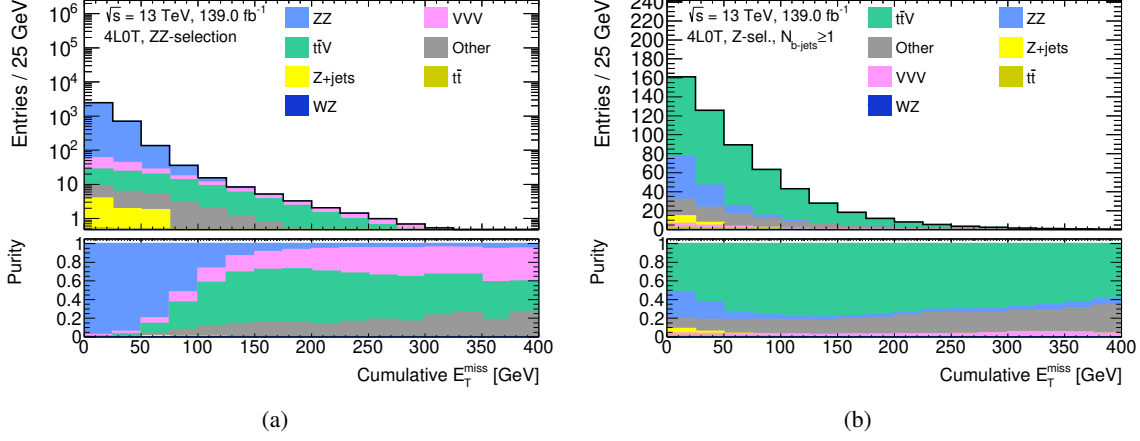 √s = 13 TeV, 139.0 fb⁻¹
4L0T, ZZ-selection
ZZ
tt̄V
Z+jets
WZ
VVV
Other
tt̄
Entries / 25 GeV
10⁶
10⁵
10⁴
10³
10²
10
1
Purity
1
0.8
0.6
0.4
0.2
0
0 50 100 150 200 250 300 350 400
Cumulative E_T^miss [GeV]
(a)
√s = 13 TeV, 139.0 fb⁻¹
4L0T, Z-sel., N_b-jets≥1
tt̄V
Other
VVV
WZ
ZZ
Z+jets
tt̄
Entries / 25 GeV
240
220
200
180
160
140
120
100
80
60
40
20
0
Purity
1
0.8
0.6
0.4
0.2
0
0 50 100 150 200 250 300 350 400
Cumulative E_T^miss [GeV]
(b)